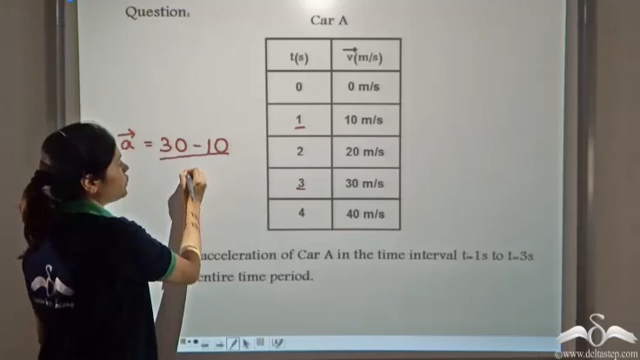 Question:
Car A
t(s) v(m/s)
0 0 m/s
1 10 m/s
2 20 m/s
3 30 m/s
4 40 m/s
a = 30-10
acceleration of Car A in the time interval t=1s to t=3s
entire time period.
©www.deltastep.com